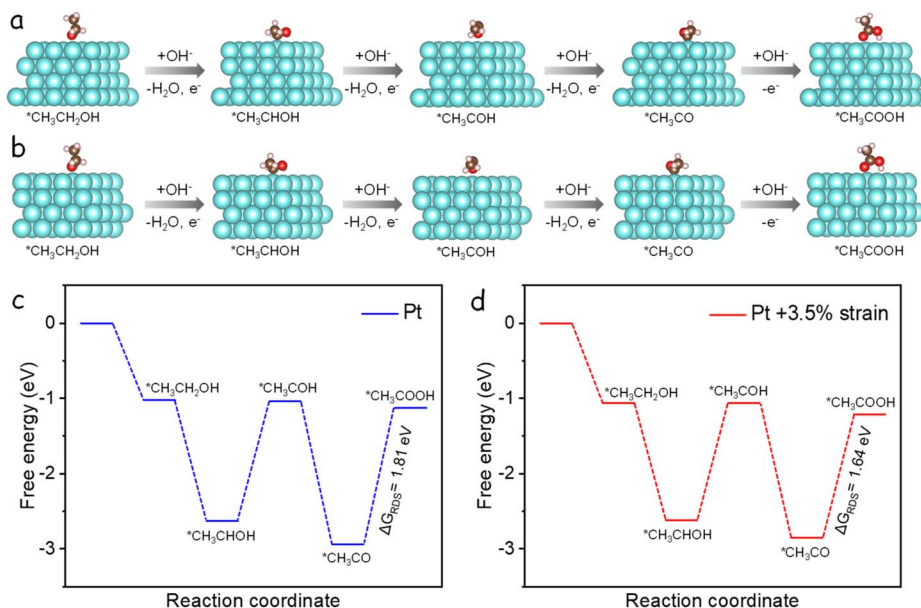 a
+OH⁻ +OH⁻ +OH⁻ +OH⁻
-H₂O, e⁻ -H₂O, e⁻ -H₂O, e⁻ -e⁻
*CH₃CH₂OH *CH₃CHOH *CH₃COH *CH₃CO *CH₃COOH
b
+OH⁻ +OH⁻ +OH⁻ +OH⁻
-H₂O, e⁻ -H₂O, e⁻ -H₂O, e⁻ -e⁻
*CH₃CH₂OH *CH₃CHOH *CH₃COH *CH₃CO *CH₃COOH
c
Pt
Free energy (eV)
0
-1
-2
-3
*CH₃CH₂OH
*CH₃CHOH
*CH₃COH
*CH₃CO
*CH₃COOH
ΔG_RDS = 1.81 eV
Reaction coordinate
d
Pt +3.5% strain
Free energy (eV)
0
-1
-2
-3
*CH₃CH₂OH
*CH₃CHOH
*CH₃COH
*CH₃CO
*CH₃COOH
ΔG_RDS = 1.64 eV
Reaction coordinate